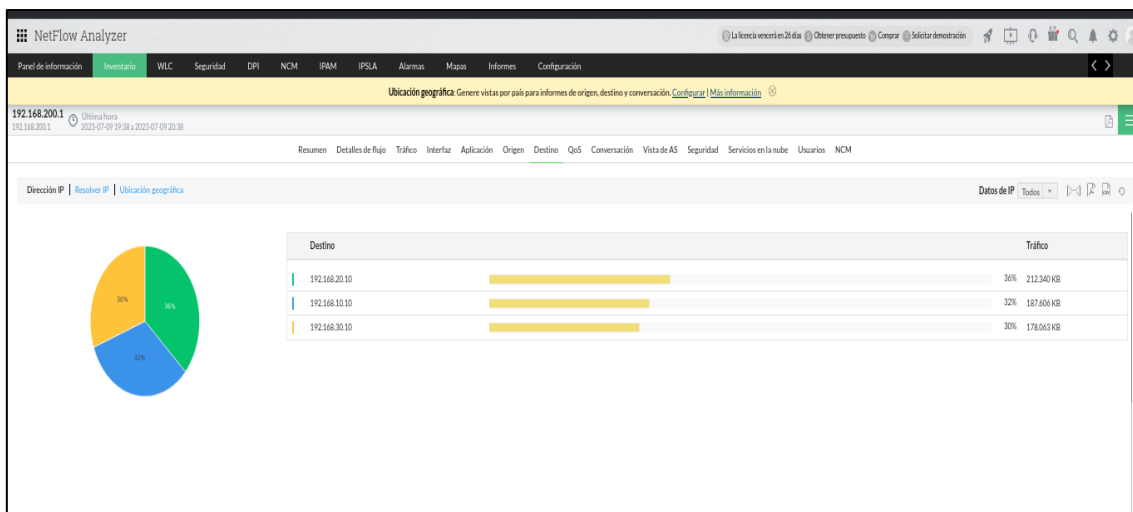 NetFlow Analyzer
La licencia vencerá en 26 días Obtener presupuesto Comprar Solicitar demostración
Panel de información Inventario WLC Seguridad DPI NCM IPAM IPSLA Alarmas Mapas Informes Configuración
Ubicación geográfica: Genere vistas por país para informes de origen, destino y conversación. Configurar | Más información
192.168.200.1 Última hora
192.168.200.1 2023-07-09 19:38 a 2023-07-09 20:38
Resumen Detalles de flujo Tráfico Interfaz Aplicación Origen Destino QoS Conversación Vista de AS Seguridad Servicios en la nube Usuarios NCM
Dirección IP | Resolver IP | Ubicación geográfica Datos de IP Todos
Destino Tráfico
192.168.20.10 36% 212.340 KB
192.168.10.10 32% 187.606 KB
192.168.30.10 30% 178.063 KB
30% 36%
32%